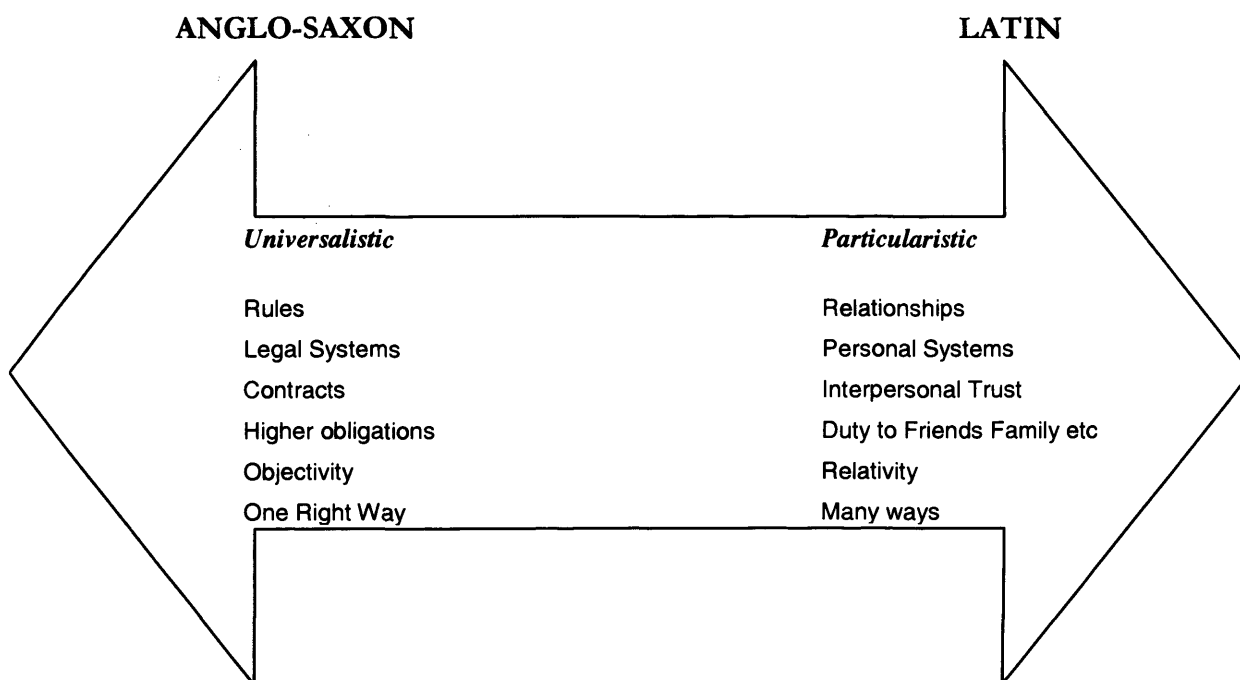 ANGLO-SAXON
LATIN
Universalistic
Particularistic
Rules
Relationships
Legal Systems
Personal Systems
Contracts
Interpersonal Trust
Higher obligations
Duty to Friends Family etc
Objectivity
Relativity
One Right Way
Many ways